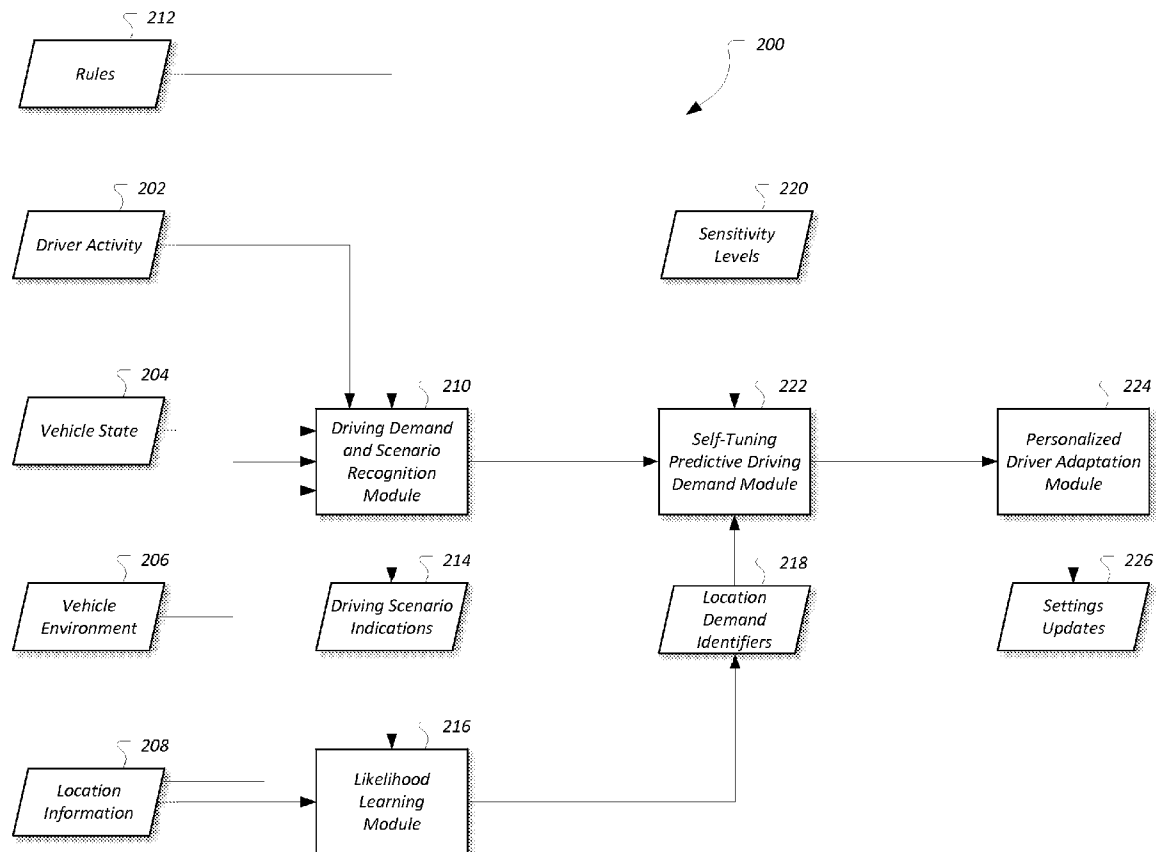 212
Rules
200
202
Driver Activity
220
Sensitivity
Levels
204
Vehicle State
210
Driving Demand
and Scenario
Recognition
Module
222
Self-Tuning
Predictive Driving
Demand Module
224
Personalized
Driver Adaptation
Module
206
Vehicle
Environment
214
Driving Scenario
Indications
218
Location
Demand
Identifiers
226
Settings
Updates
208
Location
Information
216
Likelihood
Learning
Module